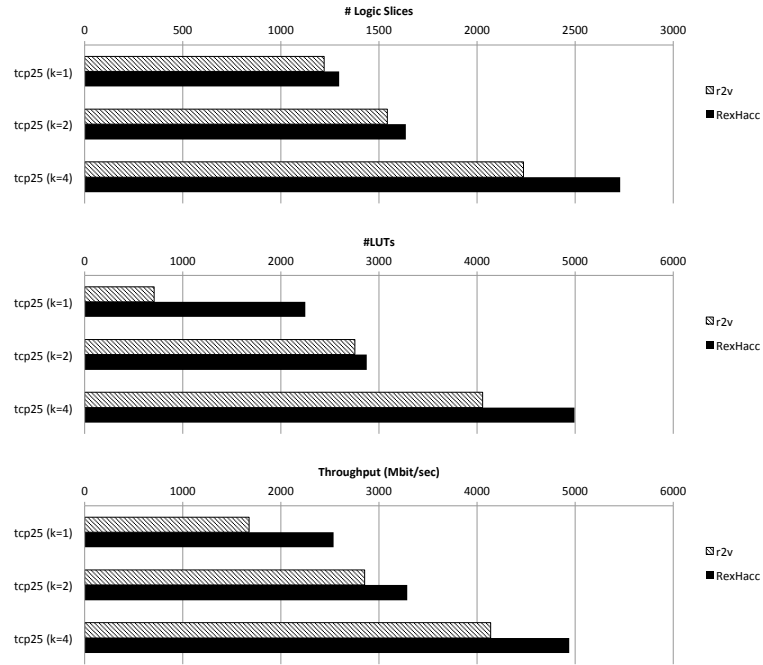 # Logic Slices
0 500 1000 1500 2000 2500 3000
tcp25 (k=1)
tcp25 (k=2)
tcp25 (k=4)
r2v
RexHacc
#LUTs
0 1000 2000 3000 4000 5000 6000
tcp25 (k=1)
tcp25 (k=2)
tcp25 (k=4)
r2v
RexHacc
Throughput (Mbit/sec)
0 1000 2000 3000 4000 5000 6000
tcp25 (k=1)
tcp25 (k=2)
tcp25 (k=4)
r2v
RexHacc